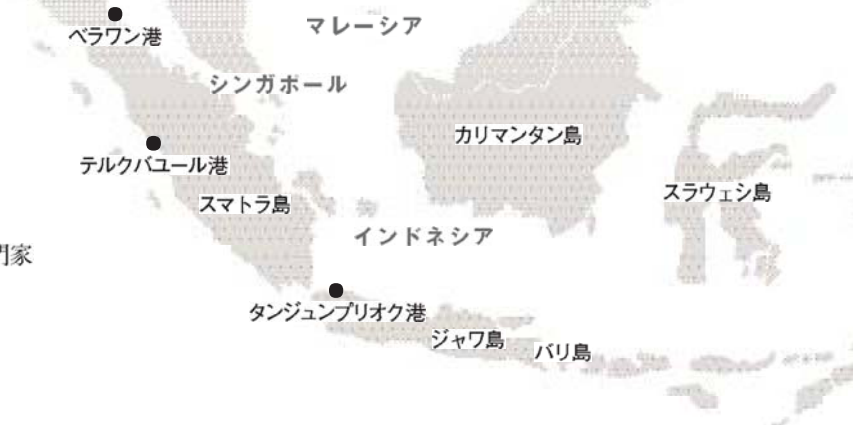 マレーシア
ベラワン港
シンガポール
カリマンタン島
テルクバユール港
スマトラ島
スラウェシ島
インドネシア
門家
タンジュンプリオク港
ジャワ島
バリ島